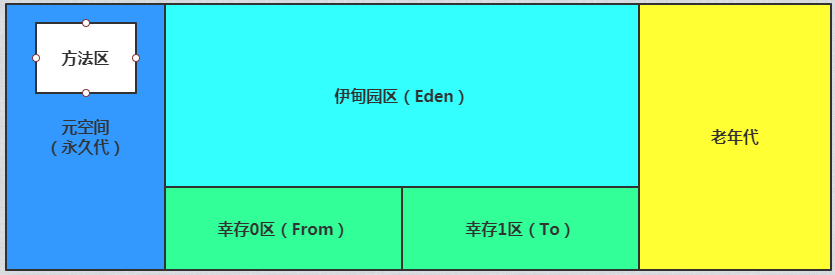 方法区
元空间
（永久代）
伊甸园区（Eden）
幸存0区（From）
幸存1区（To）
老年代